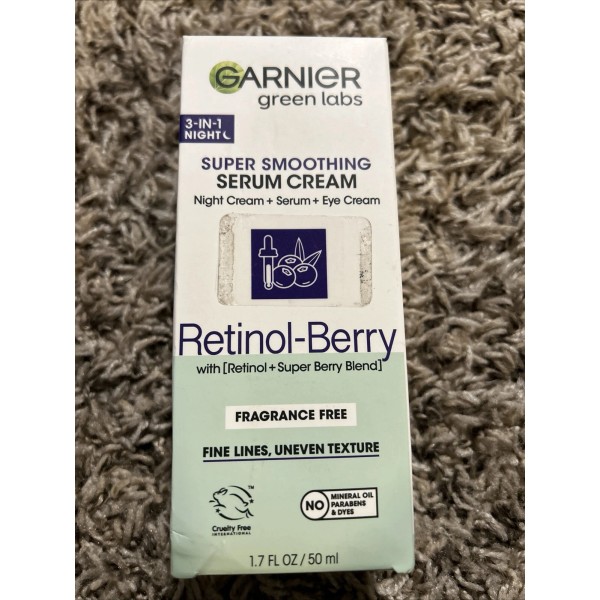 GARNIER
green labs
3-IN-1
NIGHT
SUPER SMOOTHING
SERUM CREAM
Night Cream + Serum + Eye Cream
Retinol-Berry
with [Retinol + Super Berry Blend]
FRAGRANCE FREE
FINE LINES, UNEVEN TEXTURE
TM
Cruelty Free
INTERNATIONAL
NO MINERAL OIL
PARABENS
& DYES
1.7 FL OZ / 50 ml